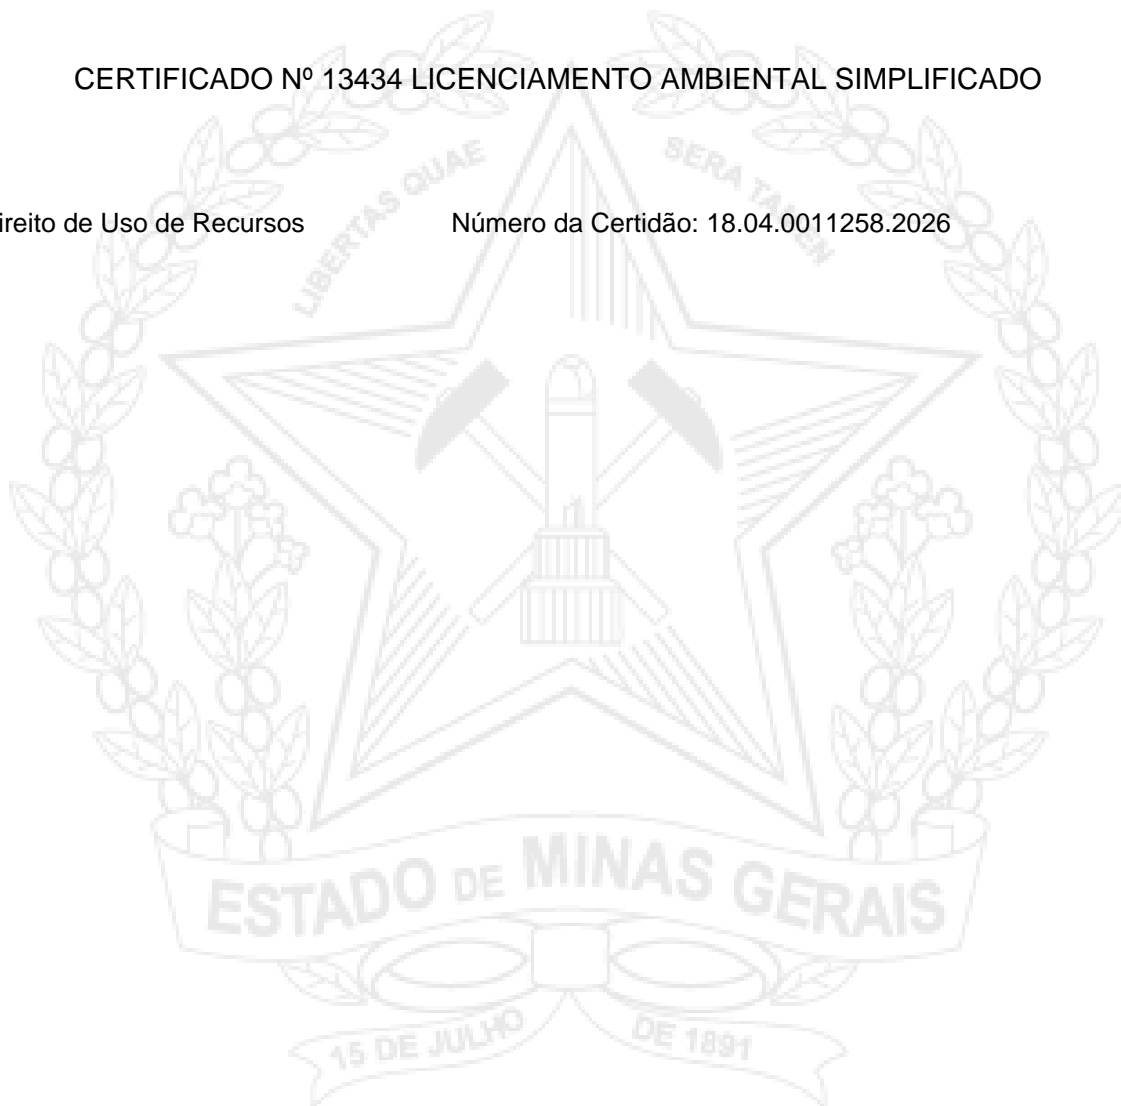 CERTIFICADO Nº 13434 LICENCIAMENTO AMBIENTAL SIMPLIFICADO
LIBERTAS QUAE SERA TAMEN
ireito de Uso de Recursos Número da Certidão: 18.04.0011258.2026
ESTADO DE MINAS GERAIS
15 DE JULHO DE 1891